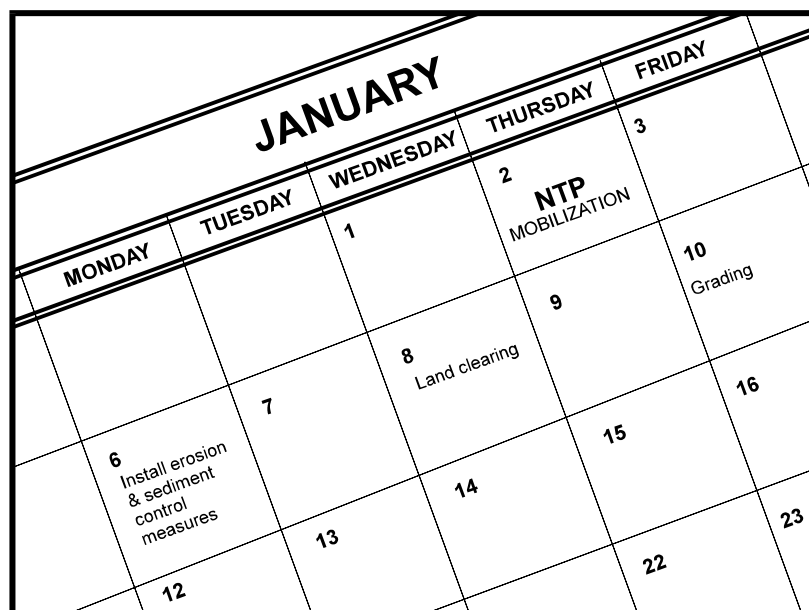 JANUARY
MONDAY
TUESDAY
WEDNESDAY
THURSDAY
FRIDAY
1
2
NTP
MOBILIZATION
3
6
Install erosion
& sediment
control
measures
7
8
Land clearing
9
10
Grading
12
13
14
15
16
22
23